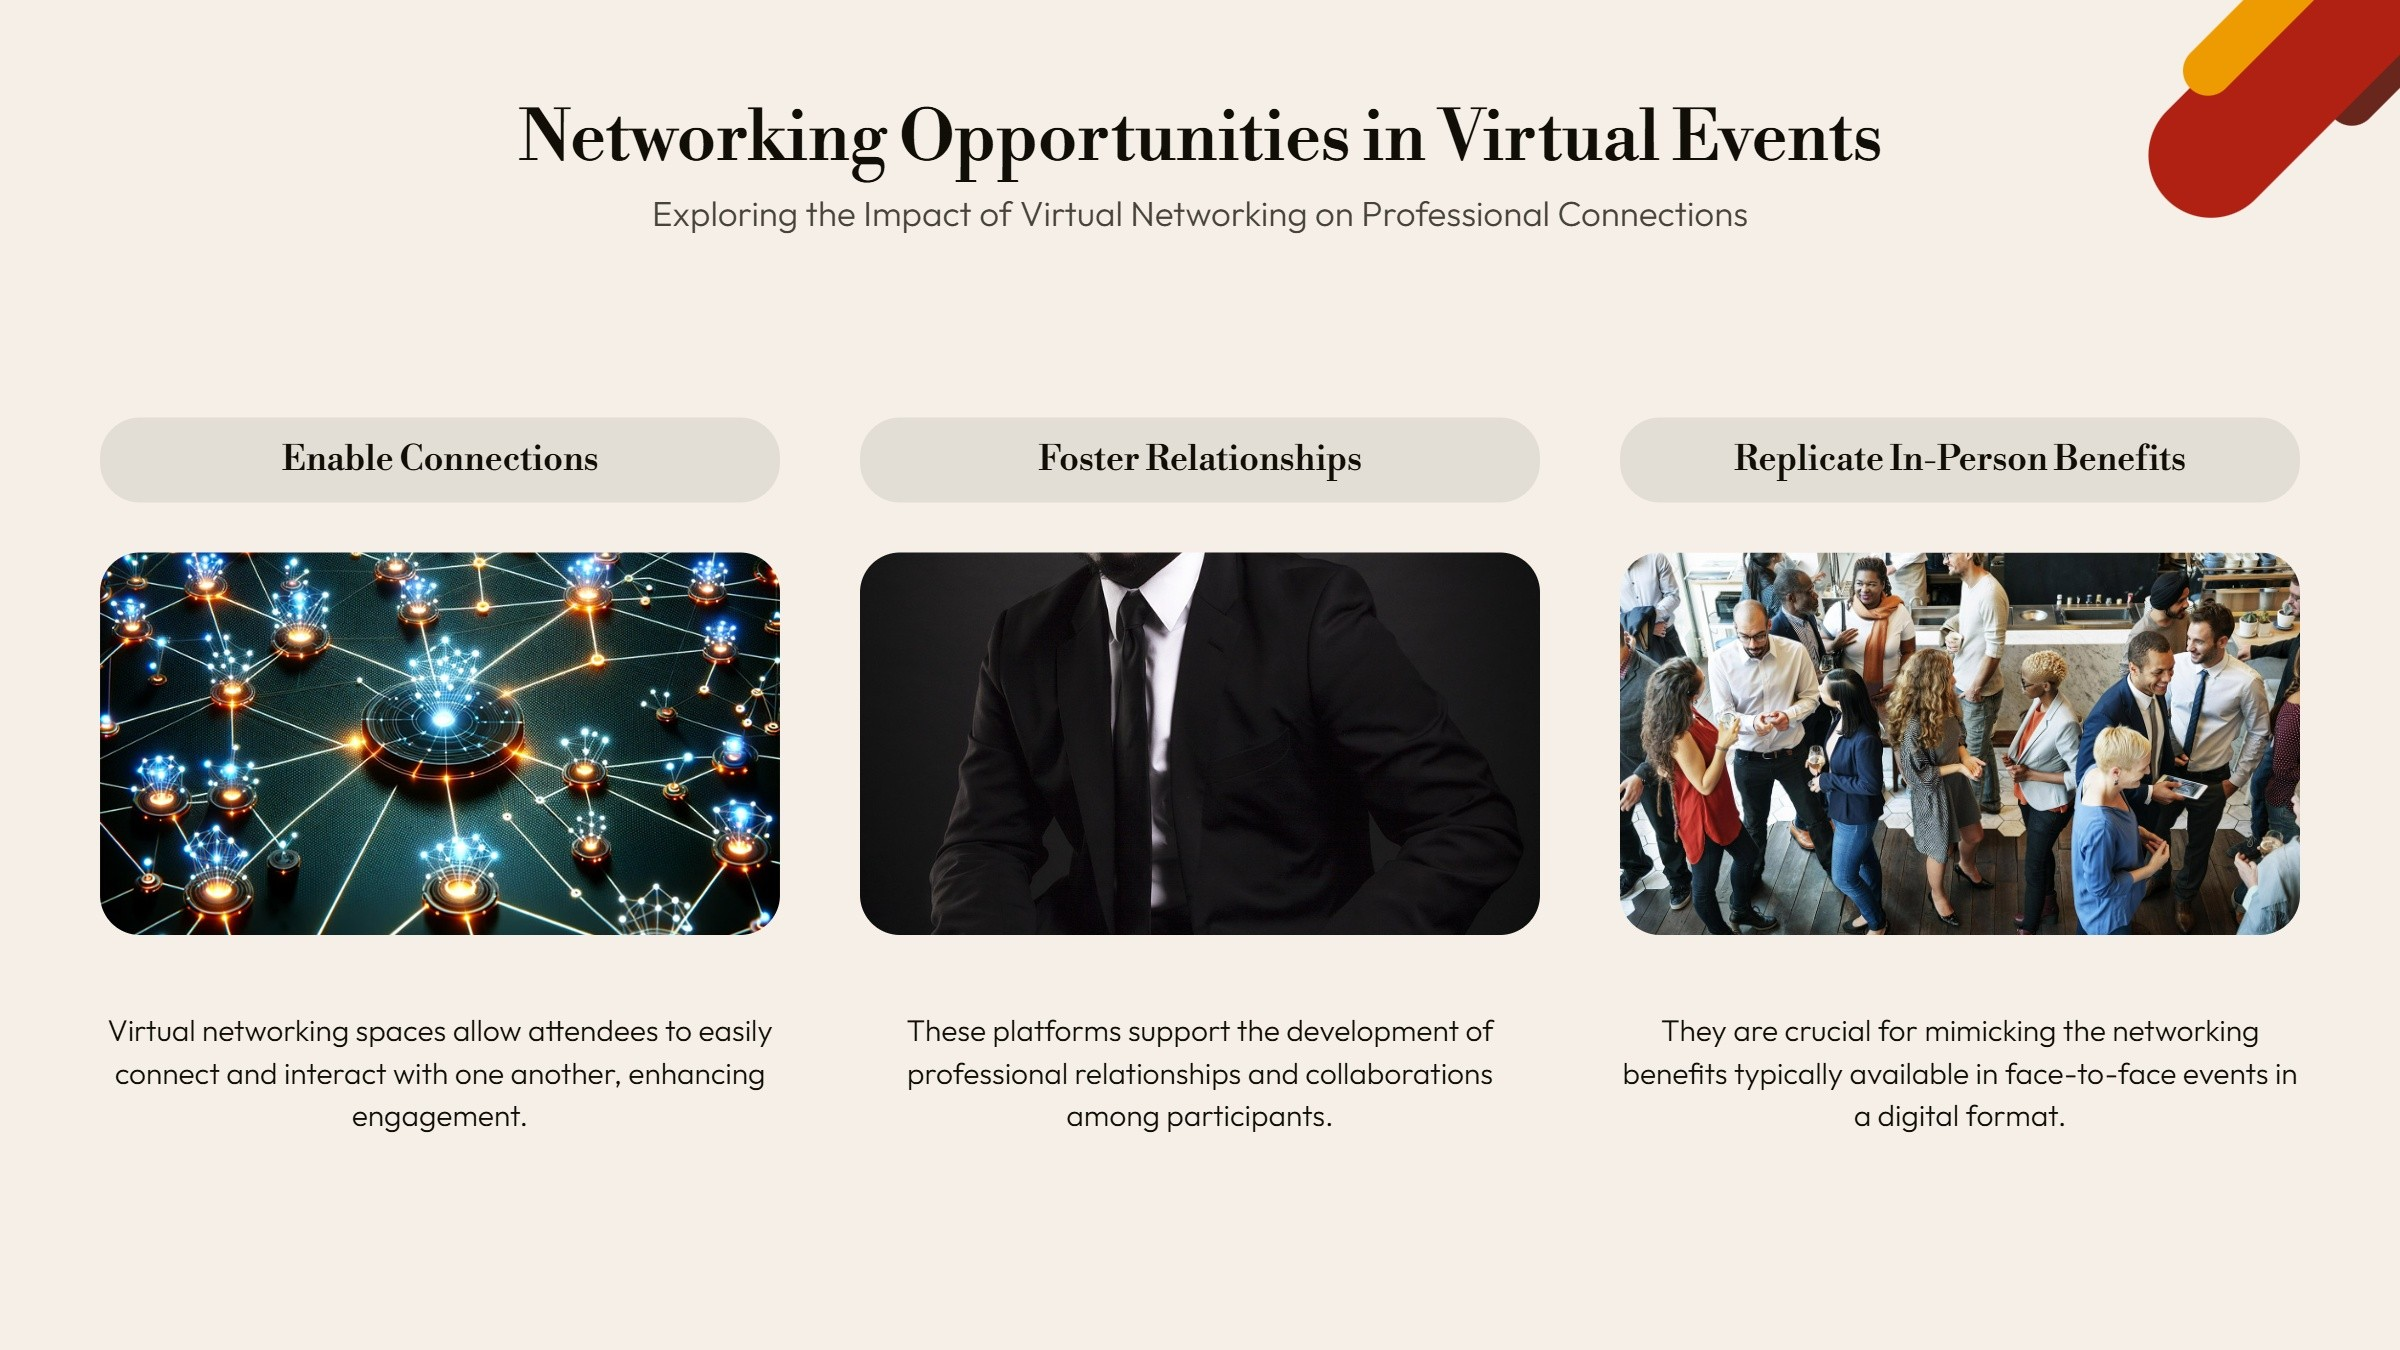 Networking Opportunities in Virtual Events
Exploring the Impact of Virtual Networking on Professional Connections
Enable Connections
Foster Relationships
Replicate In-Person Benefits
Virtual networking spaces allow attendees to easily
connect and interact with one another, enhancing
engagement.
These platforms support the development of
professional relationships and collaborations
among participants.
They are crucial for mimicking the networking
benefits typically available in face-to-face events in
a digital format.